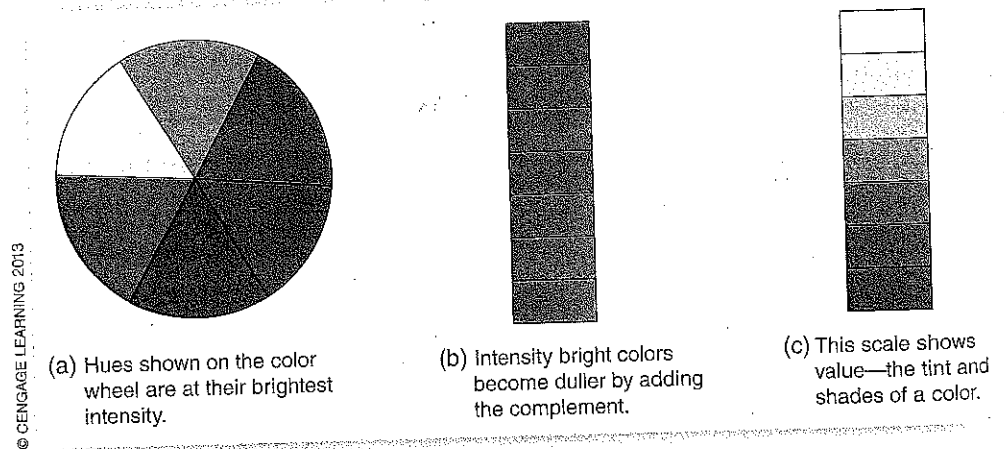 © CENGAGE LEARNING 2013
(a) Hues shown on the color
wheel are at their brightest
intensity.
(b) Intensity bright colors
become duller by adding
the complement.
(c) This scale shows
value—the tint and
shades of a color.